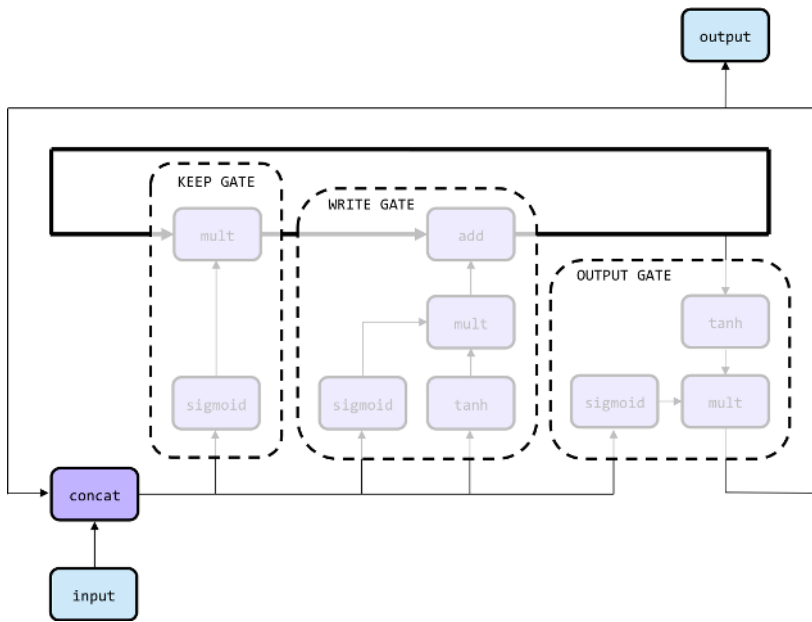 output
KEEP GATE
WRITE GATE
mult
add
OUTPUT GATE
mult
tanh
sigmoid
sigmoid
tanh
sigmoid
mult
concat
input